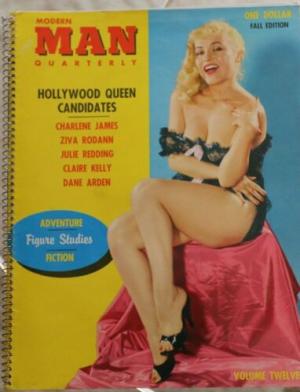 MODERN
MAN
QUARTERLY
ONE DOLLAR
FALL EDITION
HOLLYWOOD QUEEN
CANDIDATES
CHARLENE JAMES
ZIVA RODANN
JULIE REDDING
CLAIRE KELLY
DANE ARDEN
ADVENTURE
Figure Studies
FICTION
VOLUME TWELVE